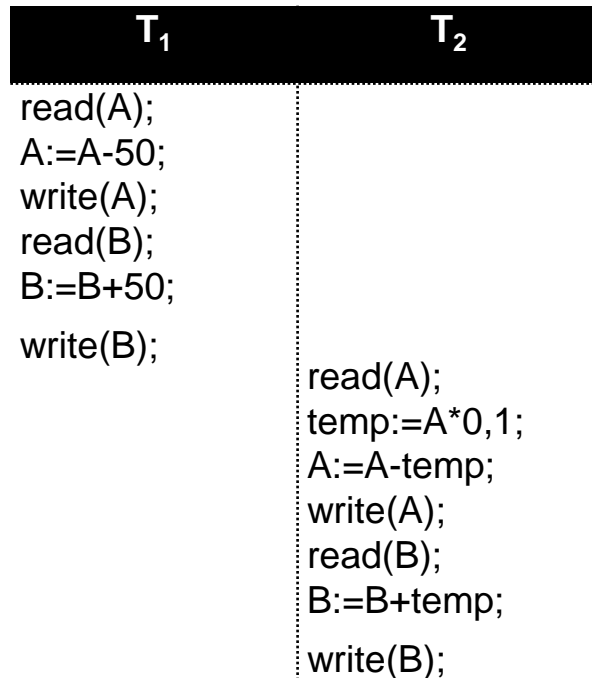 T₁ T₂
read(A);
A:=A-50;
write(A);
read(B);
B:=B+50;
write(B);
read(A);
temp:=A*0,1;
A:=A-temp;
write(A);
read(B);
B:=B+temp;
write(B);